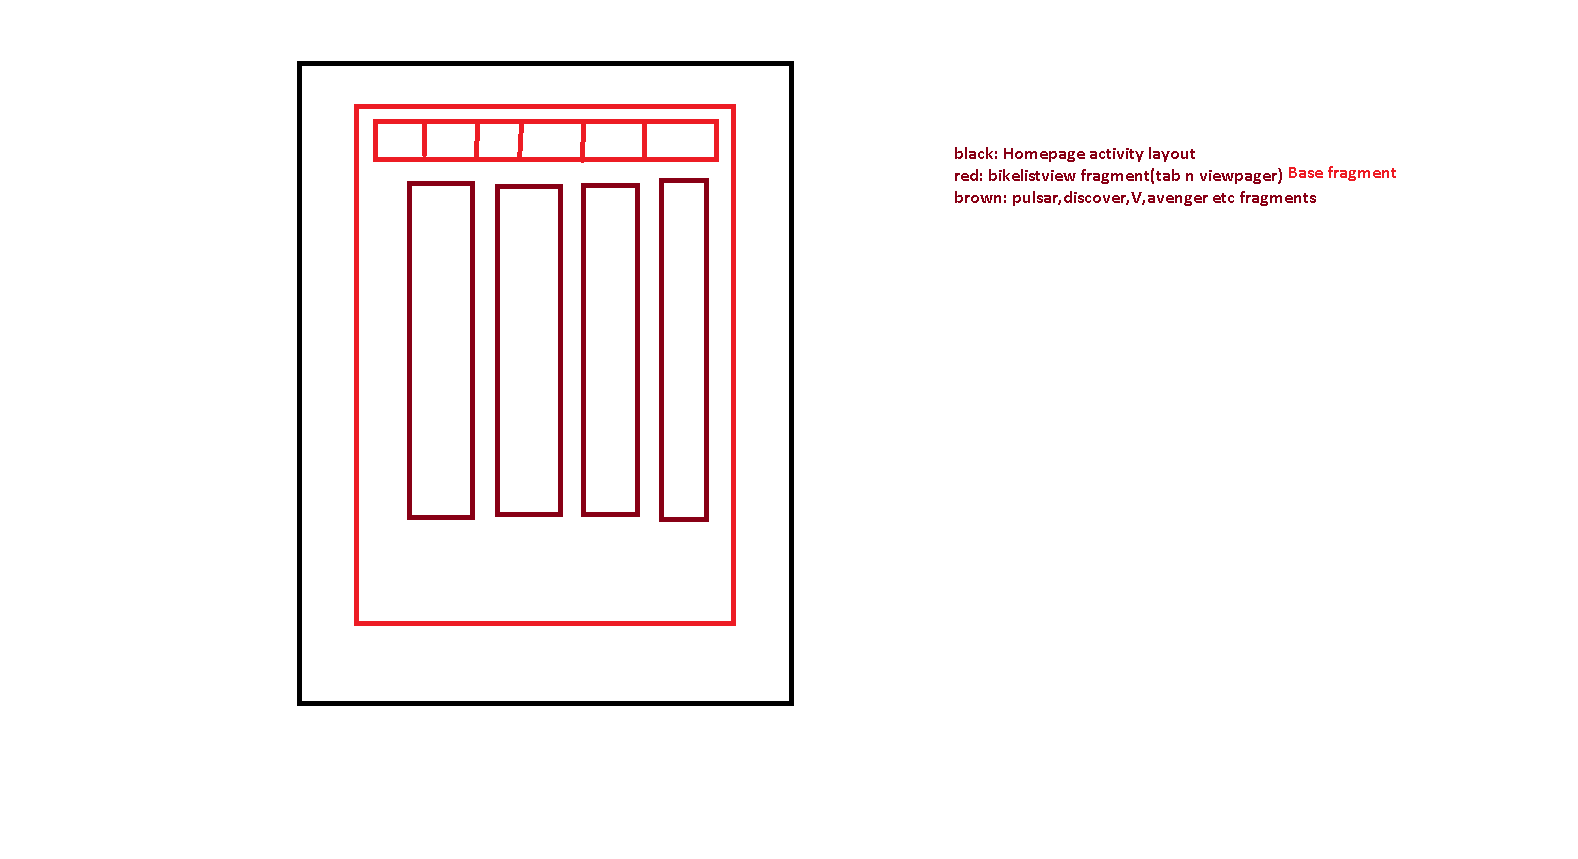 black: Homepage activity layout
red: bikelistview fragment(tab n viewpager) Base fragment
brown: pulsar,discover,V,avenger etc fragments